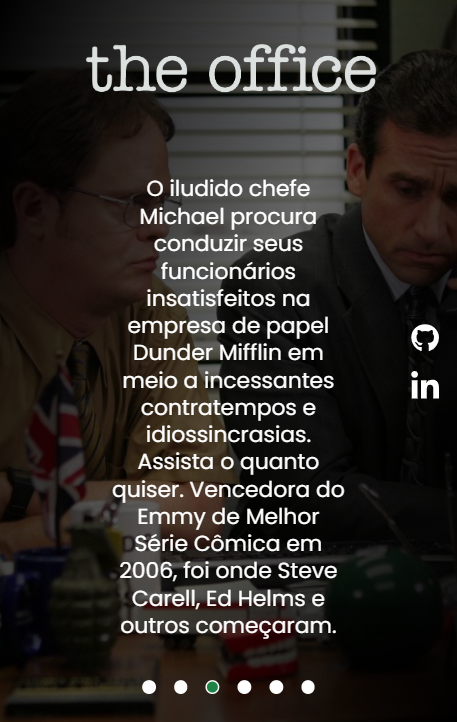 the office
O iludido chefe
Michael procura
conduzir seus
funcionários
insatisfeitos na
empresa de papel
Dunder Mifflin em
meio a incessantes
contratempos e
idiossincrasias.
Assista o quanto
quiser. Vencedora do
Emmy de Melhor
Série Cômica em
2006, foi onde Steve
Carell, Ed Helms e
outros começaram.
in